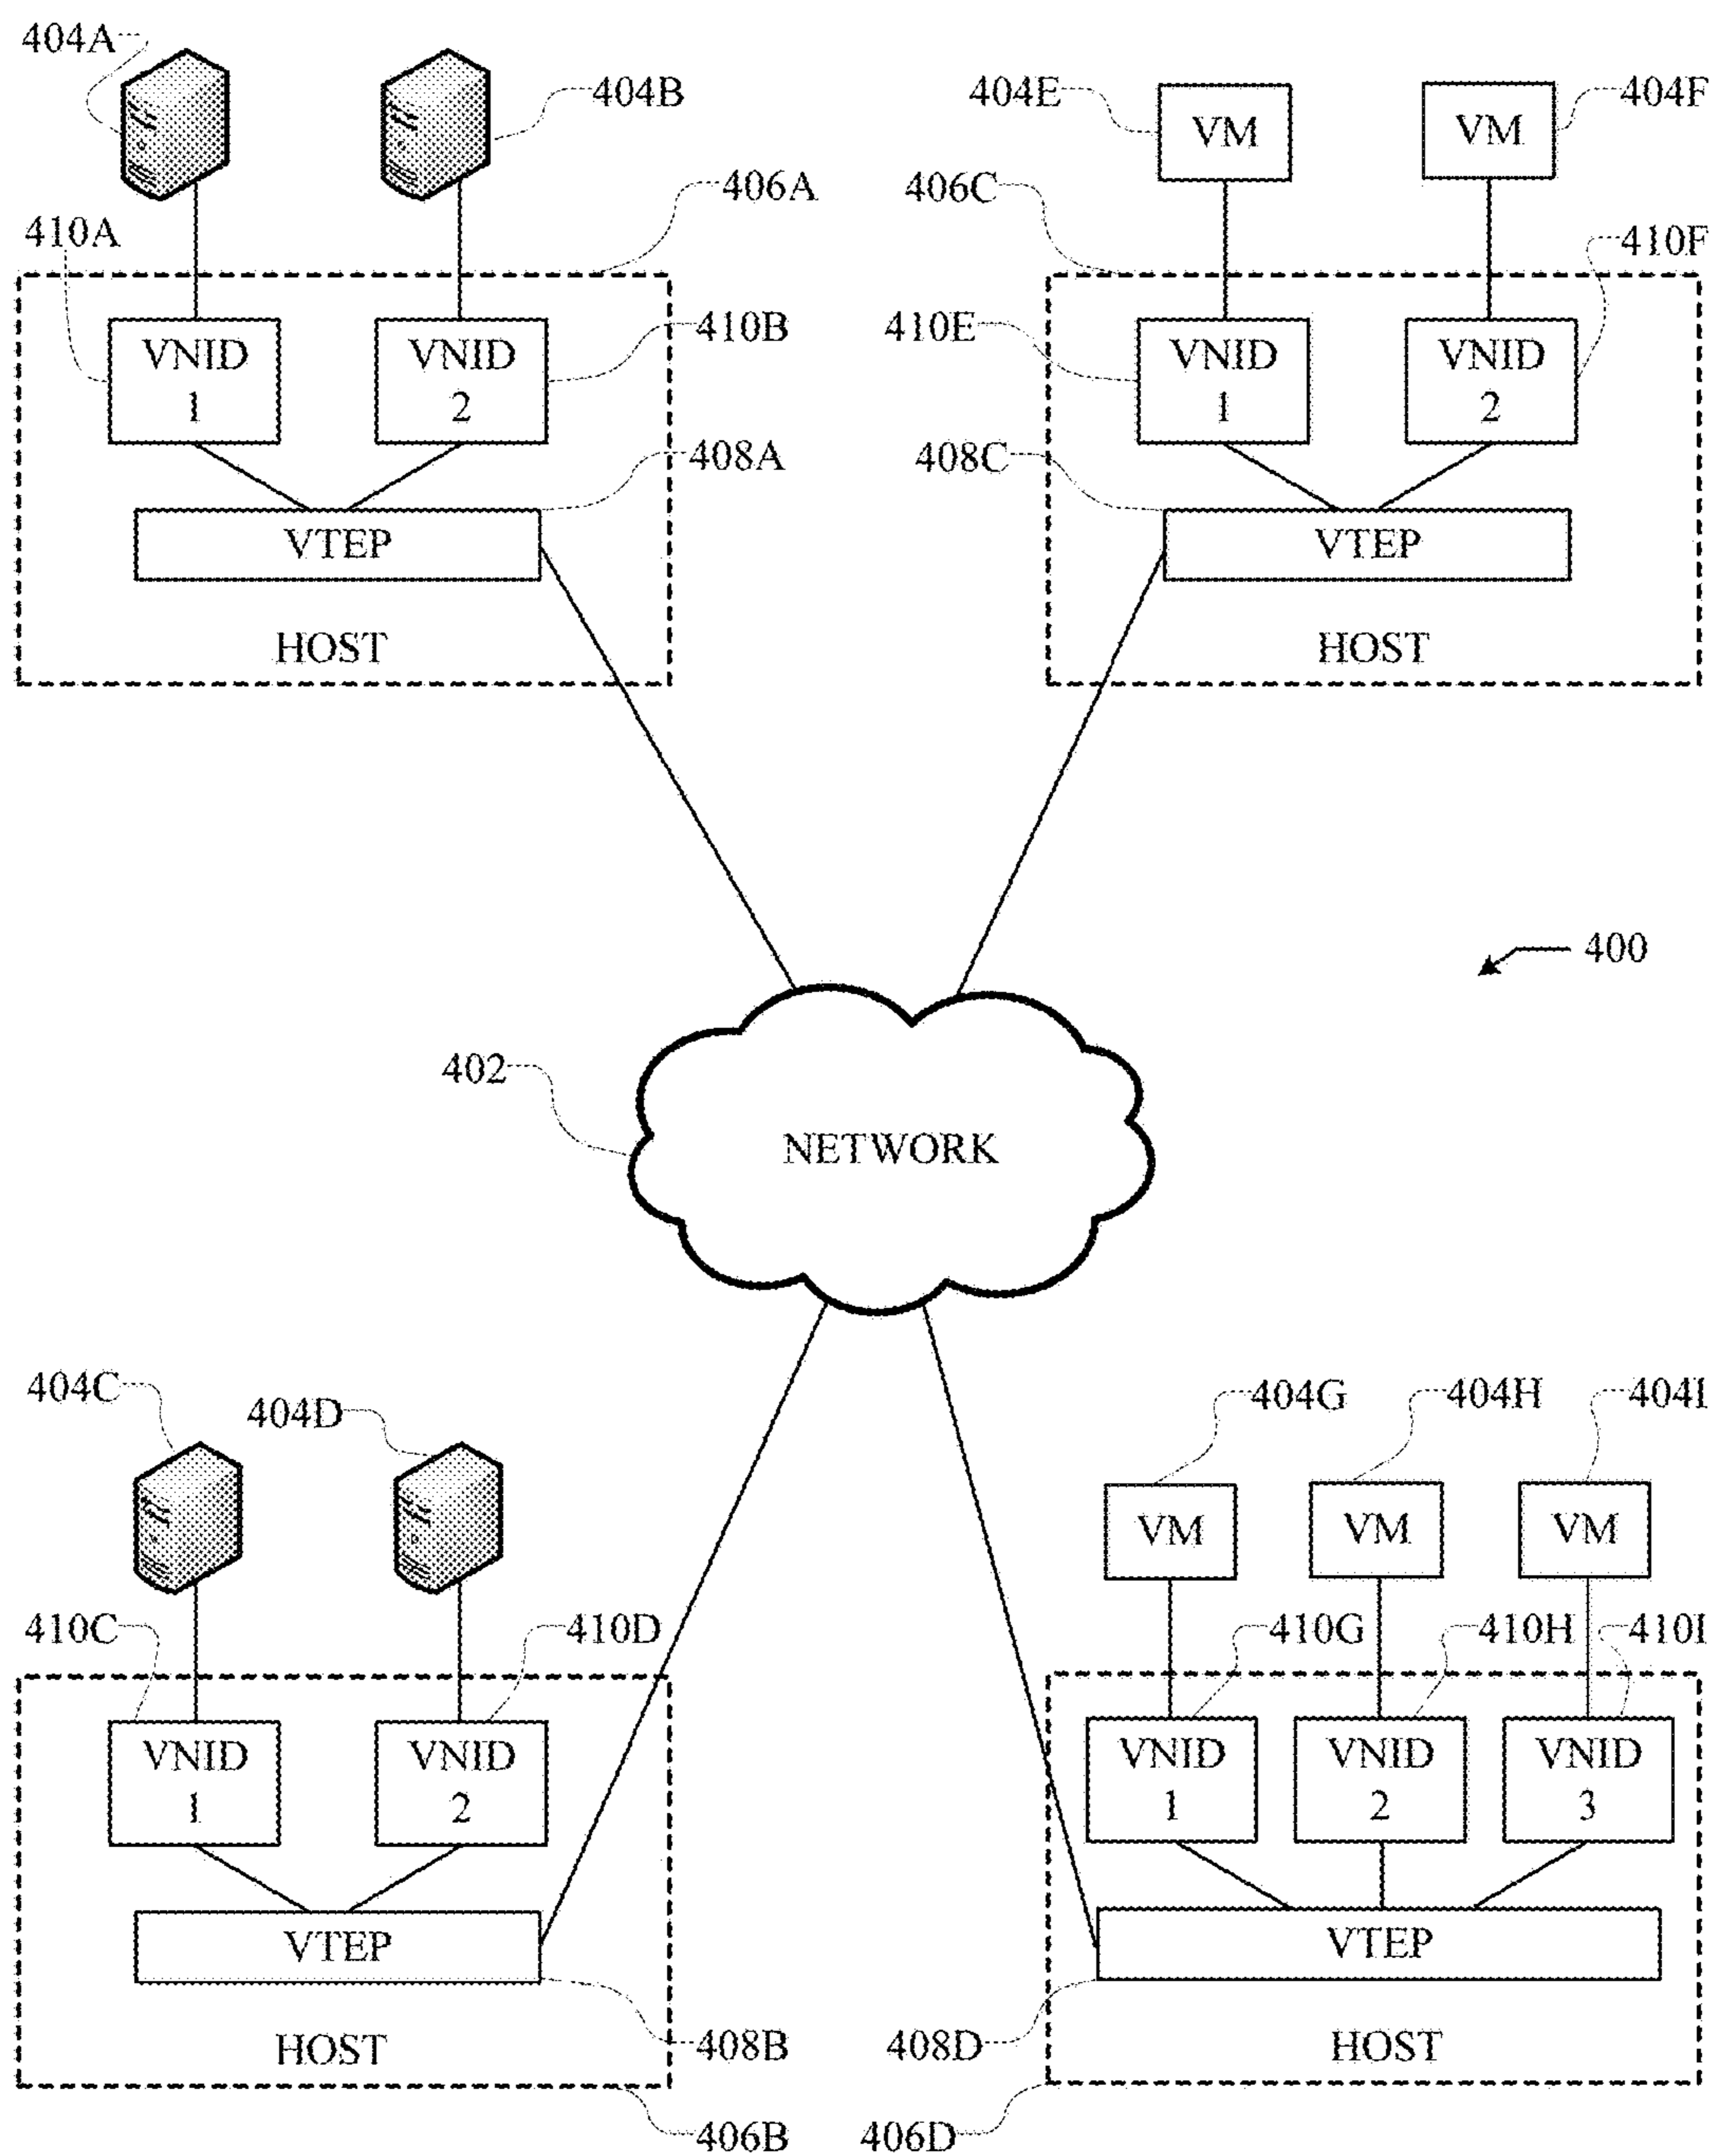 404A
404B
404E
VM
VM
404F
406A
406C
410A
410F
VNID
1
VNID
2
410B
410E
VNID
1
VNID
2
408A
408C
VTEP
VTEP
HOST
HOST
400
402
NETWORK
404C
404D
404G
404H
404I
VM
VM
VM
410C
410D
410G
410H
410I
VNID
1
VNID
2
VNID
1
VNID
2
VNID
3
VTEP
VTEP
HOST
408B
408D
HOST
406B
406D